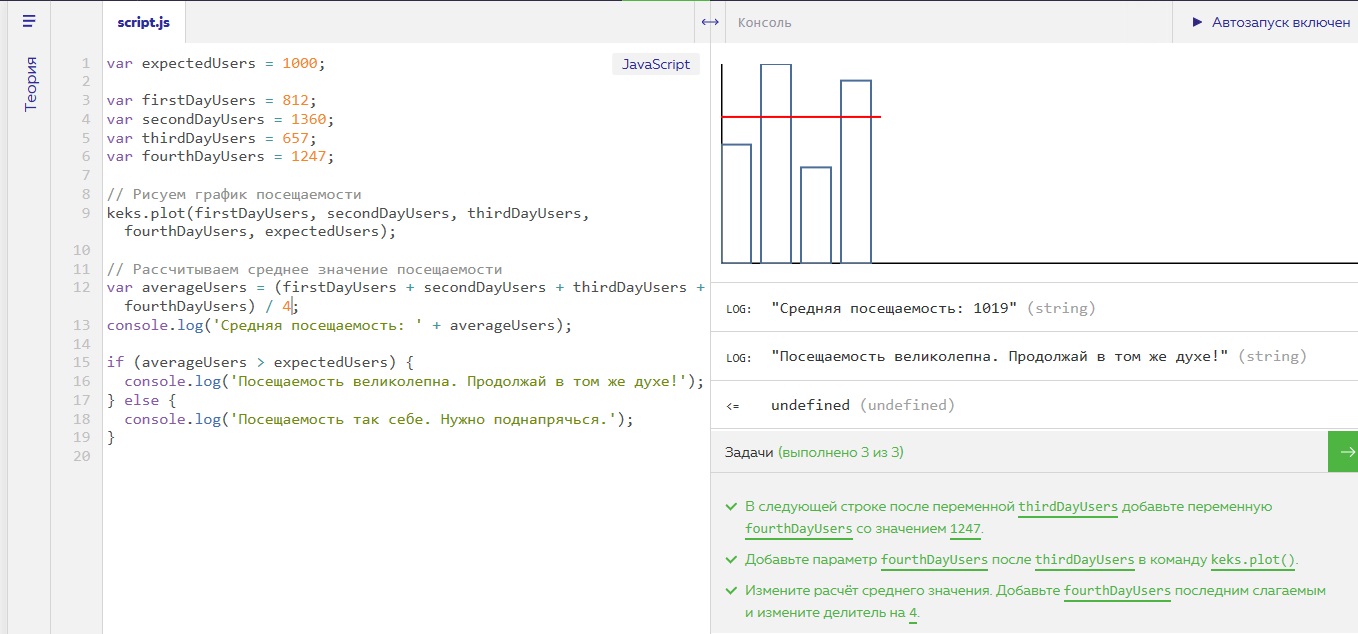 script.js
Консоль
Автозапуск включен
Теория
JavaScript
1 var expectedUsers = 1000;
2
3 var firstDayUsers = 812;
4 var secondDayUsers = 1360;
5 var thirdDayUsers = 657;
6 var fourthDayUsers = 1247;
7
8 // Рисуем график посещаемости
9 keks.plot(firstDayUsers, secondDayUsers, thirdDayUsers,
fourthDayUsers, expectedUsers);
10
11 // Рассчитываем среднее значение посещаемости
12 var averageUsers = (firstDayUsers + secondDayUsers + thirdDayUsers +
fourthDayUsers) / 4;
13 console.log('Средняя посещаемость: ' + averageUsers);
14
15 if (averageUsers > expectedUsers) {
16 console.log('Посещаемость великолепна. Продолжай в том же духе!');
17 } else {
18 console.log('Посещаемость так себе. Нужно поднапрячься.');
19 }
20
LOG: "Средняя посещаемость: 1019" (string)
LOG: "Посещаемость великолепна. Продолжай в том же духе!" (string)
<= undefined (undefined)
Задачи (выполнено 3 из 3)
В следующей строке после переменной thirdDayUsers добавьте переменную
fourthDayUsers со значением 1247.
Добавьте параметр fourthDayUsers после thirdDayUsers в команду keks.plot().
Измените расчёт среднего значения. Добавьте fourthDayUsers последним слагаемым
и измените делитель на 4.